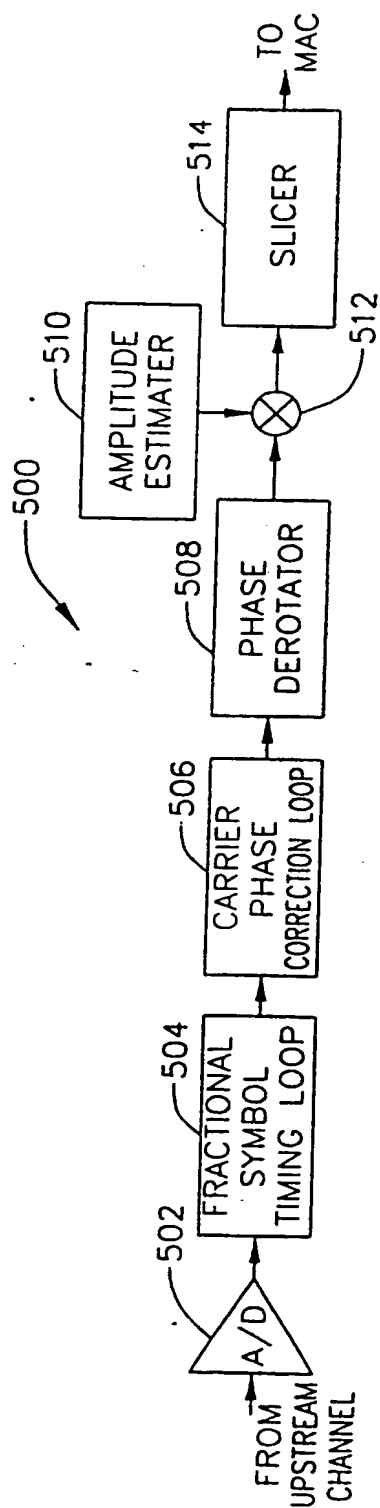 500
FROM
UPSTREAM
CHANNEL
502
A/D
504
FRACTIONAL
SYMBOL
TIMING LOOP
506
CARRIER
PHASE
CORRECTION LOOP
508
PHASE
DEROTATOR
510
AMPLITUDE
ESTIMATER
512
514
SLICER
TO
MAC